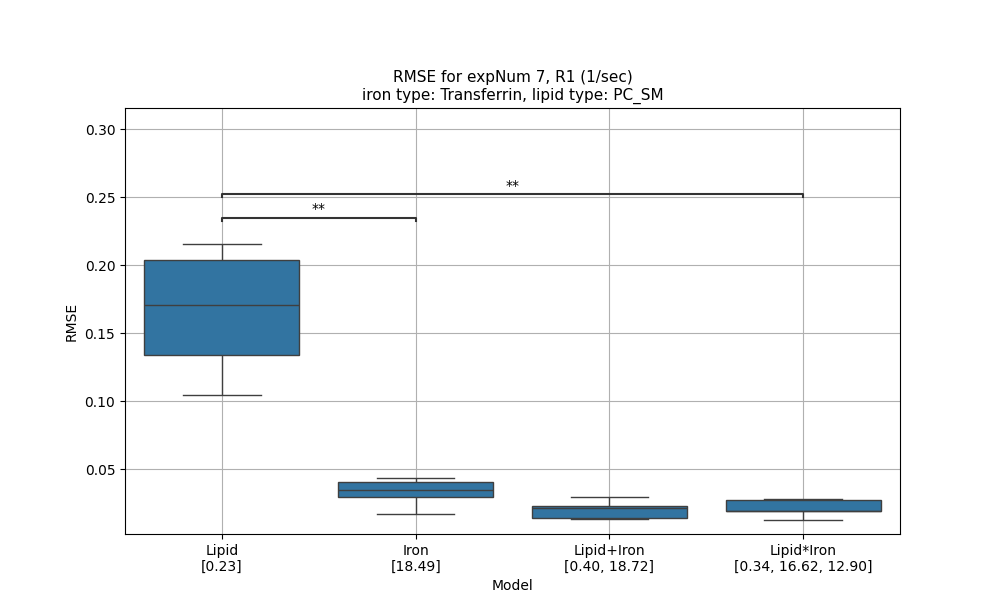 RMSE for expNum 7, R1 (1/sec)
iron type: Transferrin, lipid type: PC_SM
0.30
0.25
0.20
0.15
0.10
0.05
RMSE
**
**
Lipid
[0.23]
Iron
[18.49]
Lipid+Iron
[0.40, 18.72]
Lipid*Iron
[0.34, 16.62, 12.90]
Model